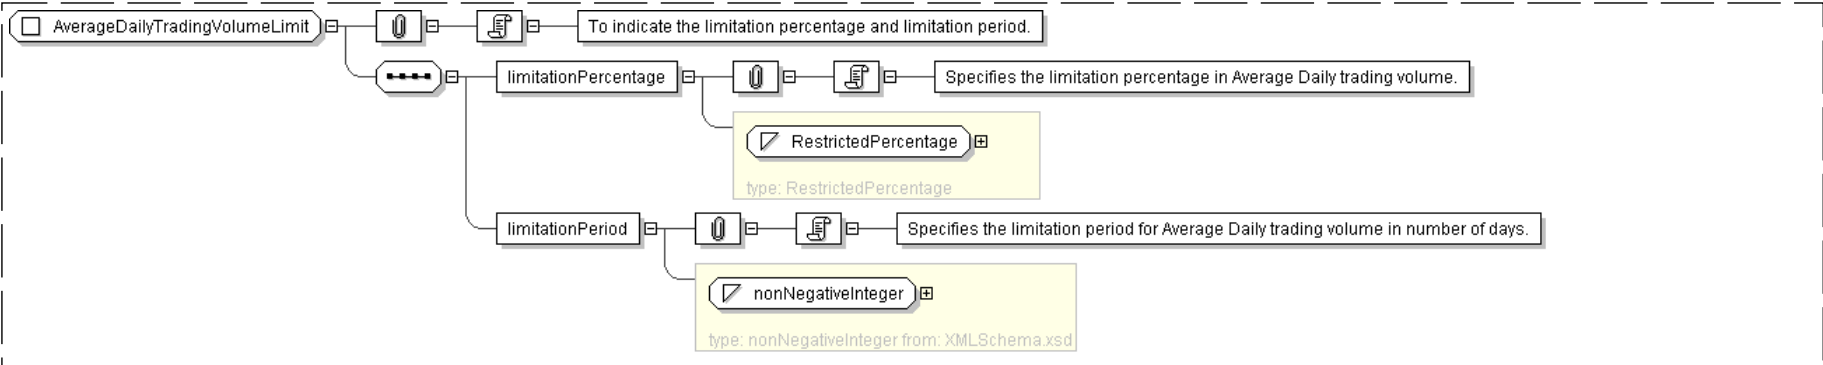 AverageDailyTradingVolumeLimit
To indicate the limitation percentage and limitation period.
limitationPercentage
Specifies the limitation percentage in Average Daily trading volume.
RestrictedPercentage
type: RestrictedPercentage
limitationPeriod
Specifies the limitation period for Average Daily trading volume in number of days.
nonNegativeInteger
type: nonNegativeInteger from: XMLSchema.xsd